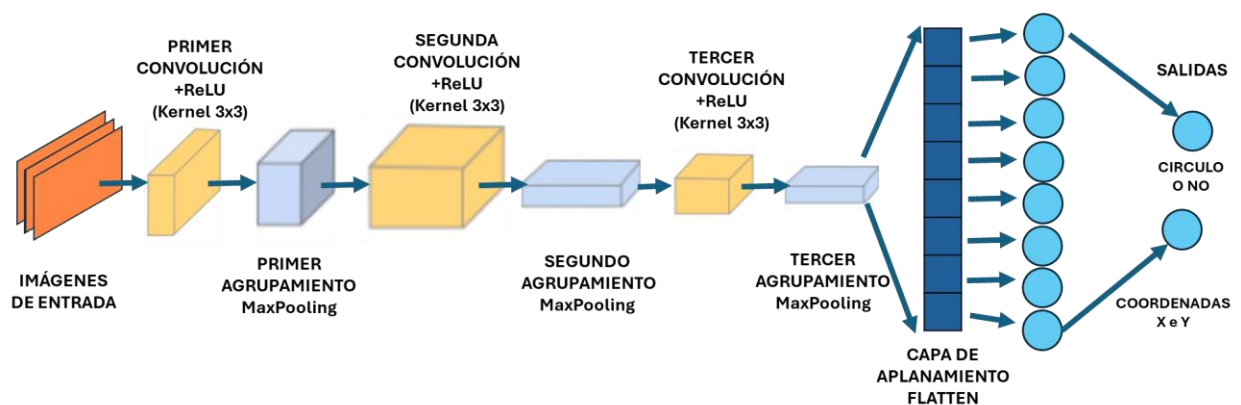 IMÁGENES
DE ENTRADA
PRIMER
CONVOLUCIÓN
+ReLU
(Kernel 3x3)
PRIMER
AGRUPAMIENTO
MaxPooling
SEGUNDA
CONVOLUCIÓN
+ReLU
(Kernel 3x3)
SEGUNDO
AGRUPAMIENTO
MaxPooling
TERCER
CONVOLUCIÓN
+ReLU
(Kernel 3x3)
TERCER
AGRUPAMIENTO
MaxPooling
CAPA DE
APLANAMIENTO
FLATTEN
SALIDAS
CIRCULO
O NO
COORDENADAS
X e Y